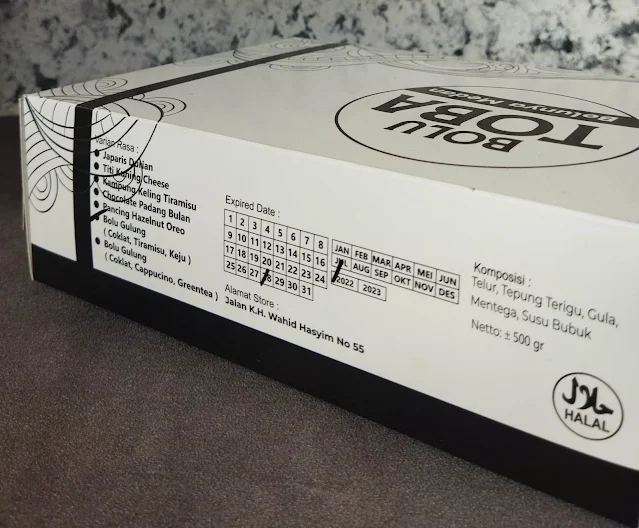 BOLU
TOBA
Bolunya Medan
Varian Rasa :
Japaris Durian
Titi Kuning Cheese
Kampung Keling Tiramisu
Chocolate Padang Bulan
Pancing Hazelnut Oreo
Bolu Gulung
( Coklat, Tiramisu, Keju )
Bolu Gulung
( Coklat, Cappucino, Greentea )
Expired Date :
1 2 3 4 5 6 7 8
9 10 11 12 13 14 15 16
17 18 19 20 21 22 23 24
25 26 27 28 29 30 31
JAN FEB MAR APR MEI JUN
JUL AUG SEP OKT NOV DES
2022 2023
Alamat Store :
Jalan K.H. Wahid Hasyim No 55
Komposisi :
Telur, Tepung Terigu, Gula,
Mentega, Susu Bubuk
Netto: ± 500 gr
حلال
HALAL